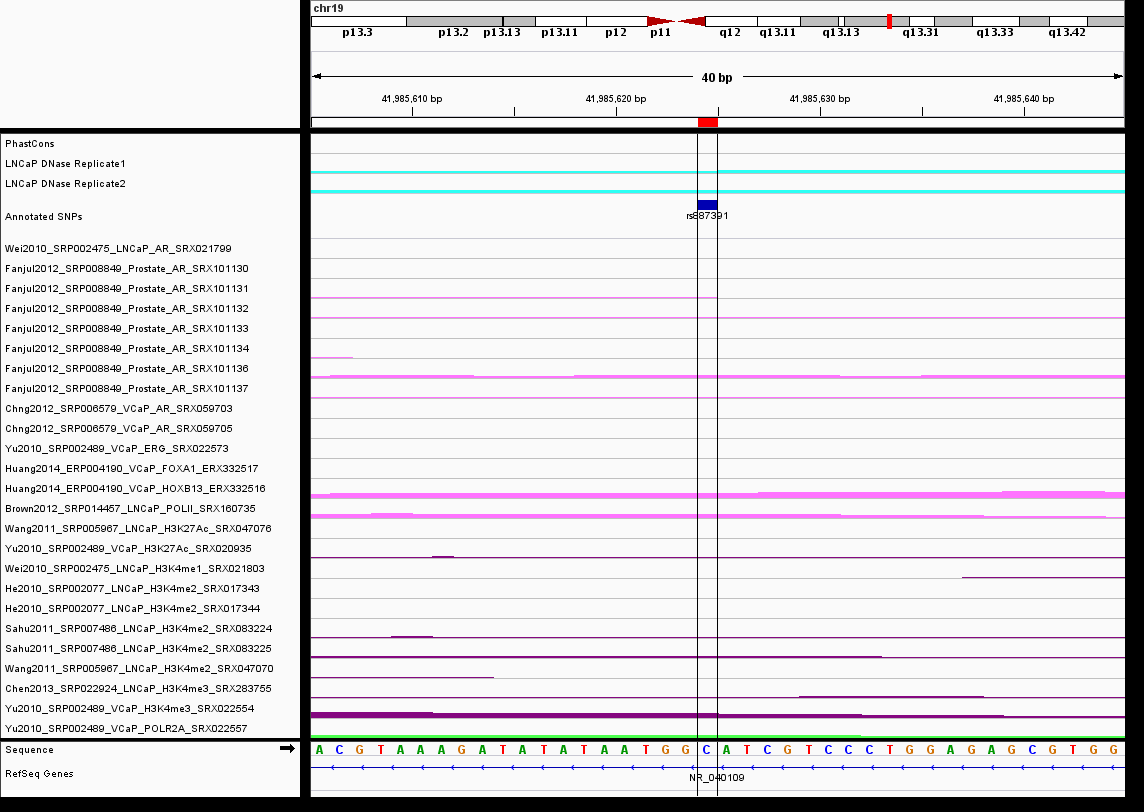 chr19
p13.3 p13.2 p13.13 p13.11 p12 p11 q12 q13.11 q13.13 q13.31 q13.33 q13.42
40 bp
41,985,610 bp 41,985,620 bp 41,985,630 bp 41,985,640 bp
PhastCons
LNCaP DNase Replicate1
LNCaP DNase Replicate2
Annotated SNPs
rs887391
Wei2010_SRP002475_LNCaP_AR_SRX021799
Fanjul2012_SRP008849_Prostate_AR_SRX101130
Fanjul2012_SRP008849_Prostate_AR_SRX101131
Fanjul2012_SRP008849_Prostate_AR_SRX101132
Fanjul2012_SRP008849_Prostate_AR_SRX101133
Fanjul2012_SRP008849_Prostate_AR_SRX101134
Fanjul2012_SRP008849_Prostate_AR_SRX101136
Fanjul2012_SRP008849_Prostate_AR_SRX101137
Chng2012_SRP006579_VCaP_AR_SRX059703
Chng2012_SRP006579_VCaP_AR_SRX059705
Yu2010_SRP002489_VCaP_ERG_SRX022573
Huang2014_ERP004190_VCaP_FOXA1_ERX332517
Huang2014_ERP004190_VCaP_HOXB13_ERX332516
Brown2012_SRP014457_LNCaP_POLII_SRX160735
Wang2011_SRP005967_LNCaP_H3K27Ac_SRX047076
Yu2010_SRP002489_VCaP_H3K27Ac_SRX020935
Wei2010_SRP002475_LNCaP_H3K4me1_SRX021803
He2010_SRP002077_LNCaP_H3K4me2_SRX017343
He2010_SRP002077_LNCaP_H3K4me2_SRX017344
Sahu2011_SRP007486_LNCaP_H3K4me2_SRX083224
Sahu2011_SRP007486_LNCaP_H3K4me2_SRX083225
Wang2011_SRP005967_LNCaP_H3K4me2_SRX047070
Chen2013_SRP022924_LNCaP_H3K4me3_SRX283755
Yu2010_SRP002489_VCaP_H3K4me3_SRX022554
Yu2010_SRP002489_VCaP_POLR2A_SRX022557
Sequence A C G T A A A G A T A T A T A A T G G C A T C G T C C C T G G A G A G C G T G G
RefSeq Genes
NR_040109